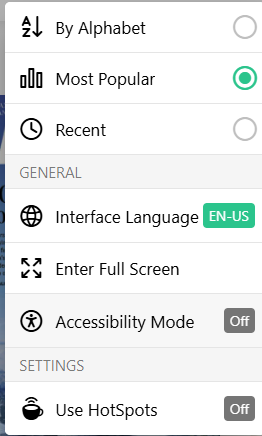 By Alphabet
Most Popular
Recent
GENERAL
Interface Language EN-US
Enter Full Screen
Accessibility Mode Off
SETTINGS
Use HotSpots Off